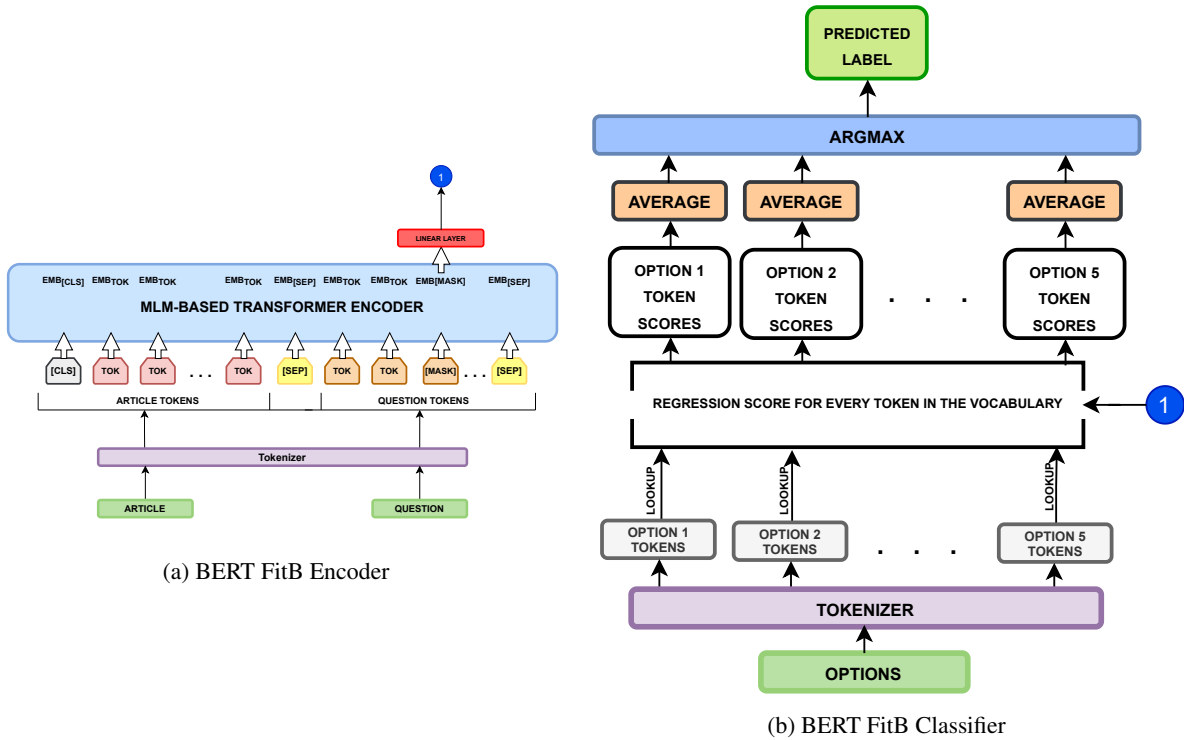 1
LINEAR LAYER
EMB[CLS] EMBTOK EMBTOK EMBTOK EMB[SEP] EMBTOK EMBTOK EMB[MASK] EMB[SEP]
MLM-BASED TRANSFORMER ENCODER
[CLS] TOK TOK . . . TOK [SEP] TOK TOK [MASK] . . . [SEP]
ARTICLE TOKENS QUESTION TOKENS
Tokenizer
ARTICLE QUESTION
(a) BERT FitB Encoder
PREDICTED
LABEL
ARGMAX
AVERAGE AVERAGE AVERAGE
OPTION 1
TOKEN
SCORES
OPTION 2
TOKEN
SCORES
. . .
OPTION 5
TOKEN
SCORES
REGRESSION SCORE FOR EVERY TOKEN IN THE VOCABULARY
1
LOOKUP LOOKUP LOOKUP
OPTION 1
TOKENS
OPTION 2
TOKENS
. . .
OPTION 5
TOKENS
TOKENIZER
OPTIONS
(b) BERT FitB Classifier